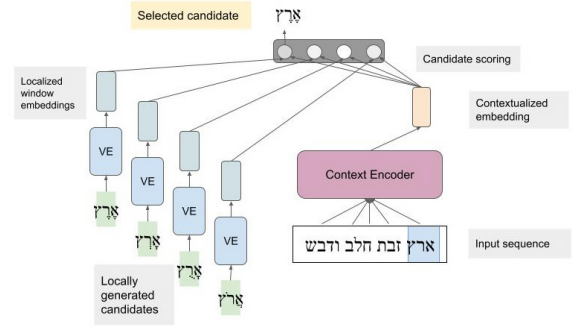 Selected candidate
אֶרֶץ
Candidate scoring
Localized
window embeddings
Contextualized
embedding
VE
VE
VE
VE
Context Encoder
אֶרֶץ
ארץ זבת חלב ודבש
Input sequence
Locally
generated
candidates